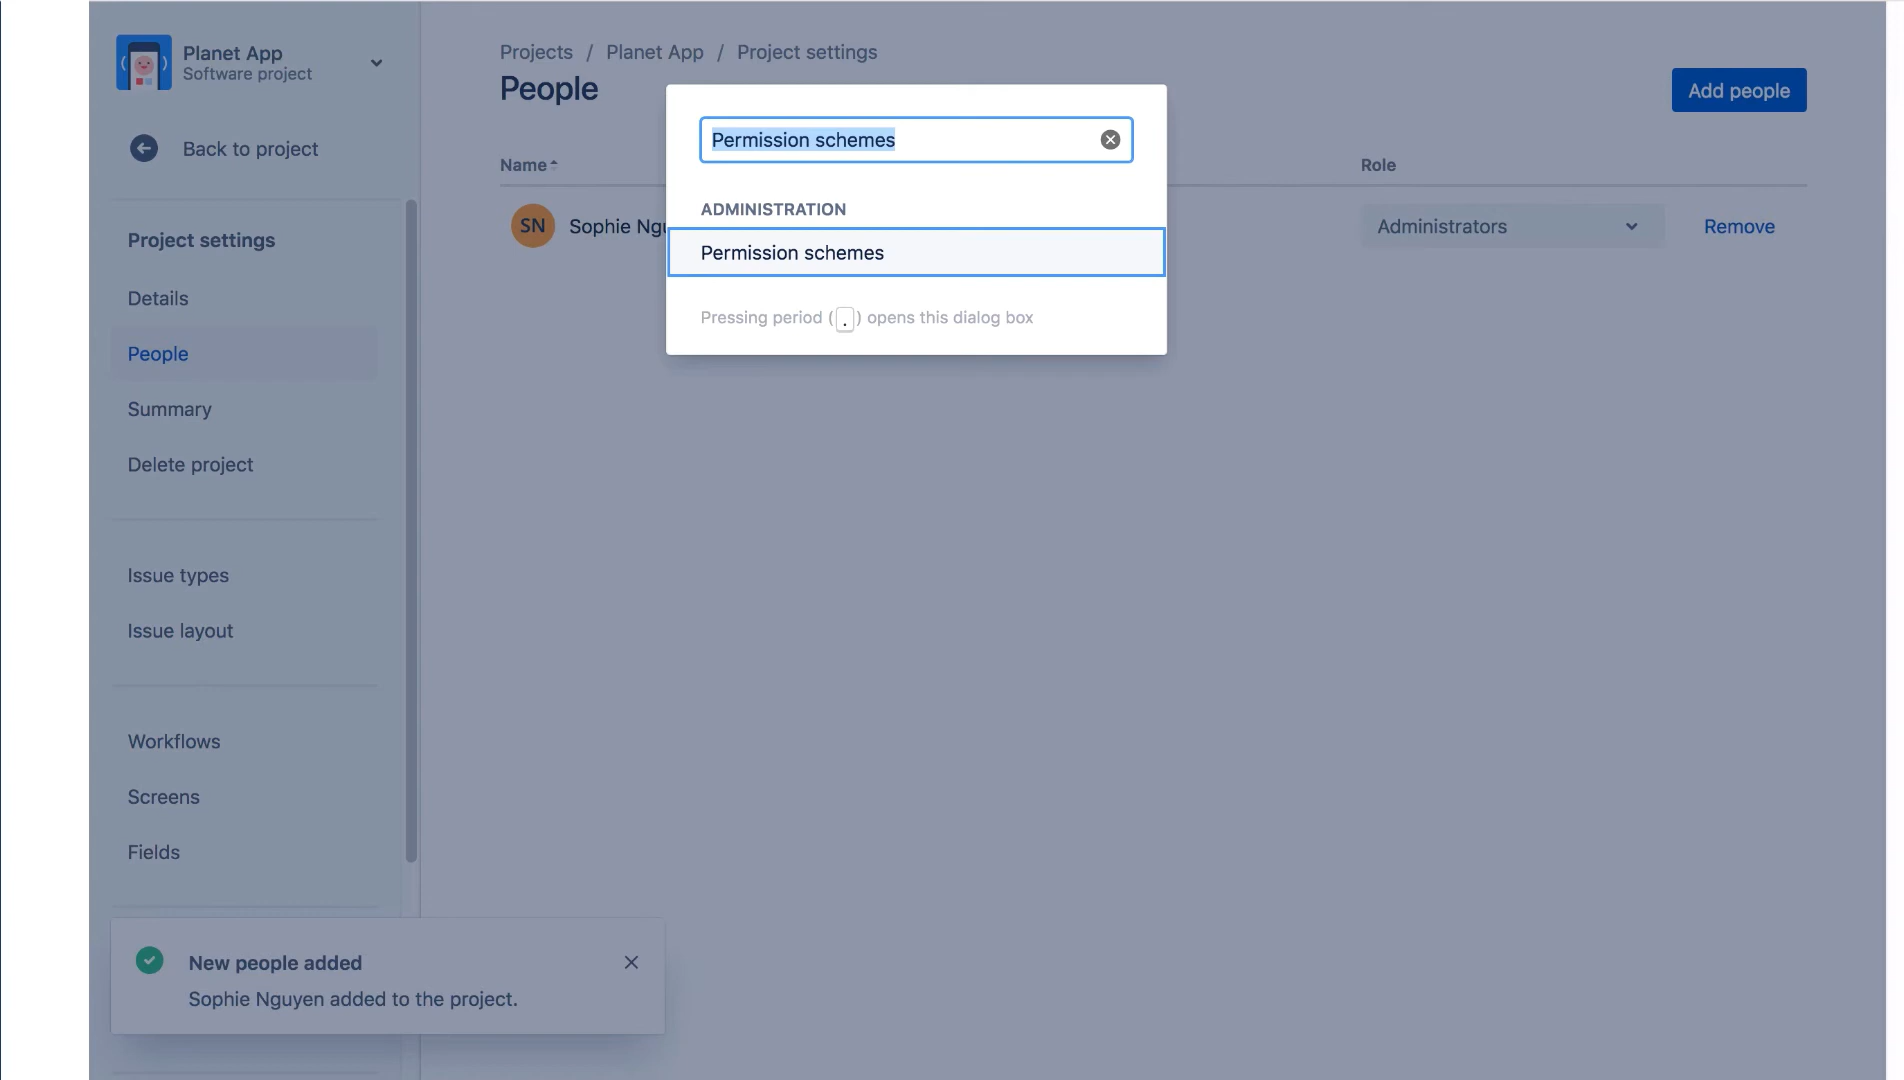 Planet App
Software project
Back to project
Project settings
Details
People
Summary
Delete project
Issue types
Issue layout
Workflows
Screens
Fields
Projects / Planet App / Project settings
People
Add people
Name
Role
SN
Sophie Ngu
Administrators
Remove
Permission schemes
ADMINISTRATION
Permission schemes
Pressing period ( . ) opens this dialog box
New people added
Sophie Nguyen added to the project.